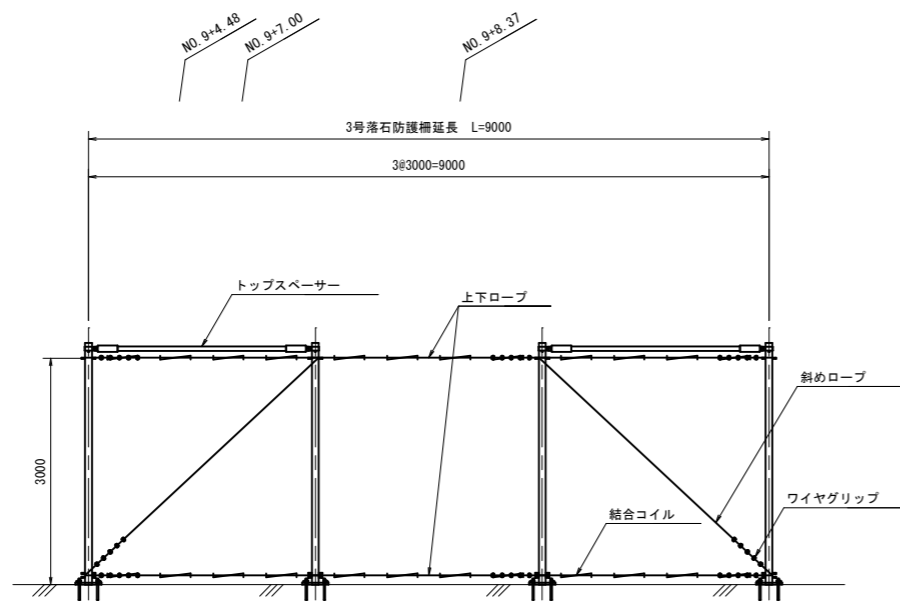 NO. 9+4.48
NO. 9+7.00
NO. 9+8.37
3号落石防護柵延長 L=9000
3@3000=9000
トップスペーサー
上下ロープ
斜めロープ
3000
ワイヤグリップ
結合コイル